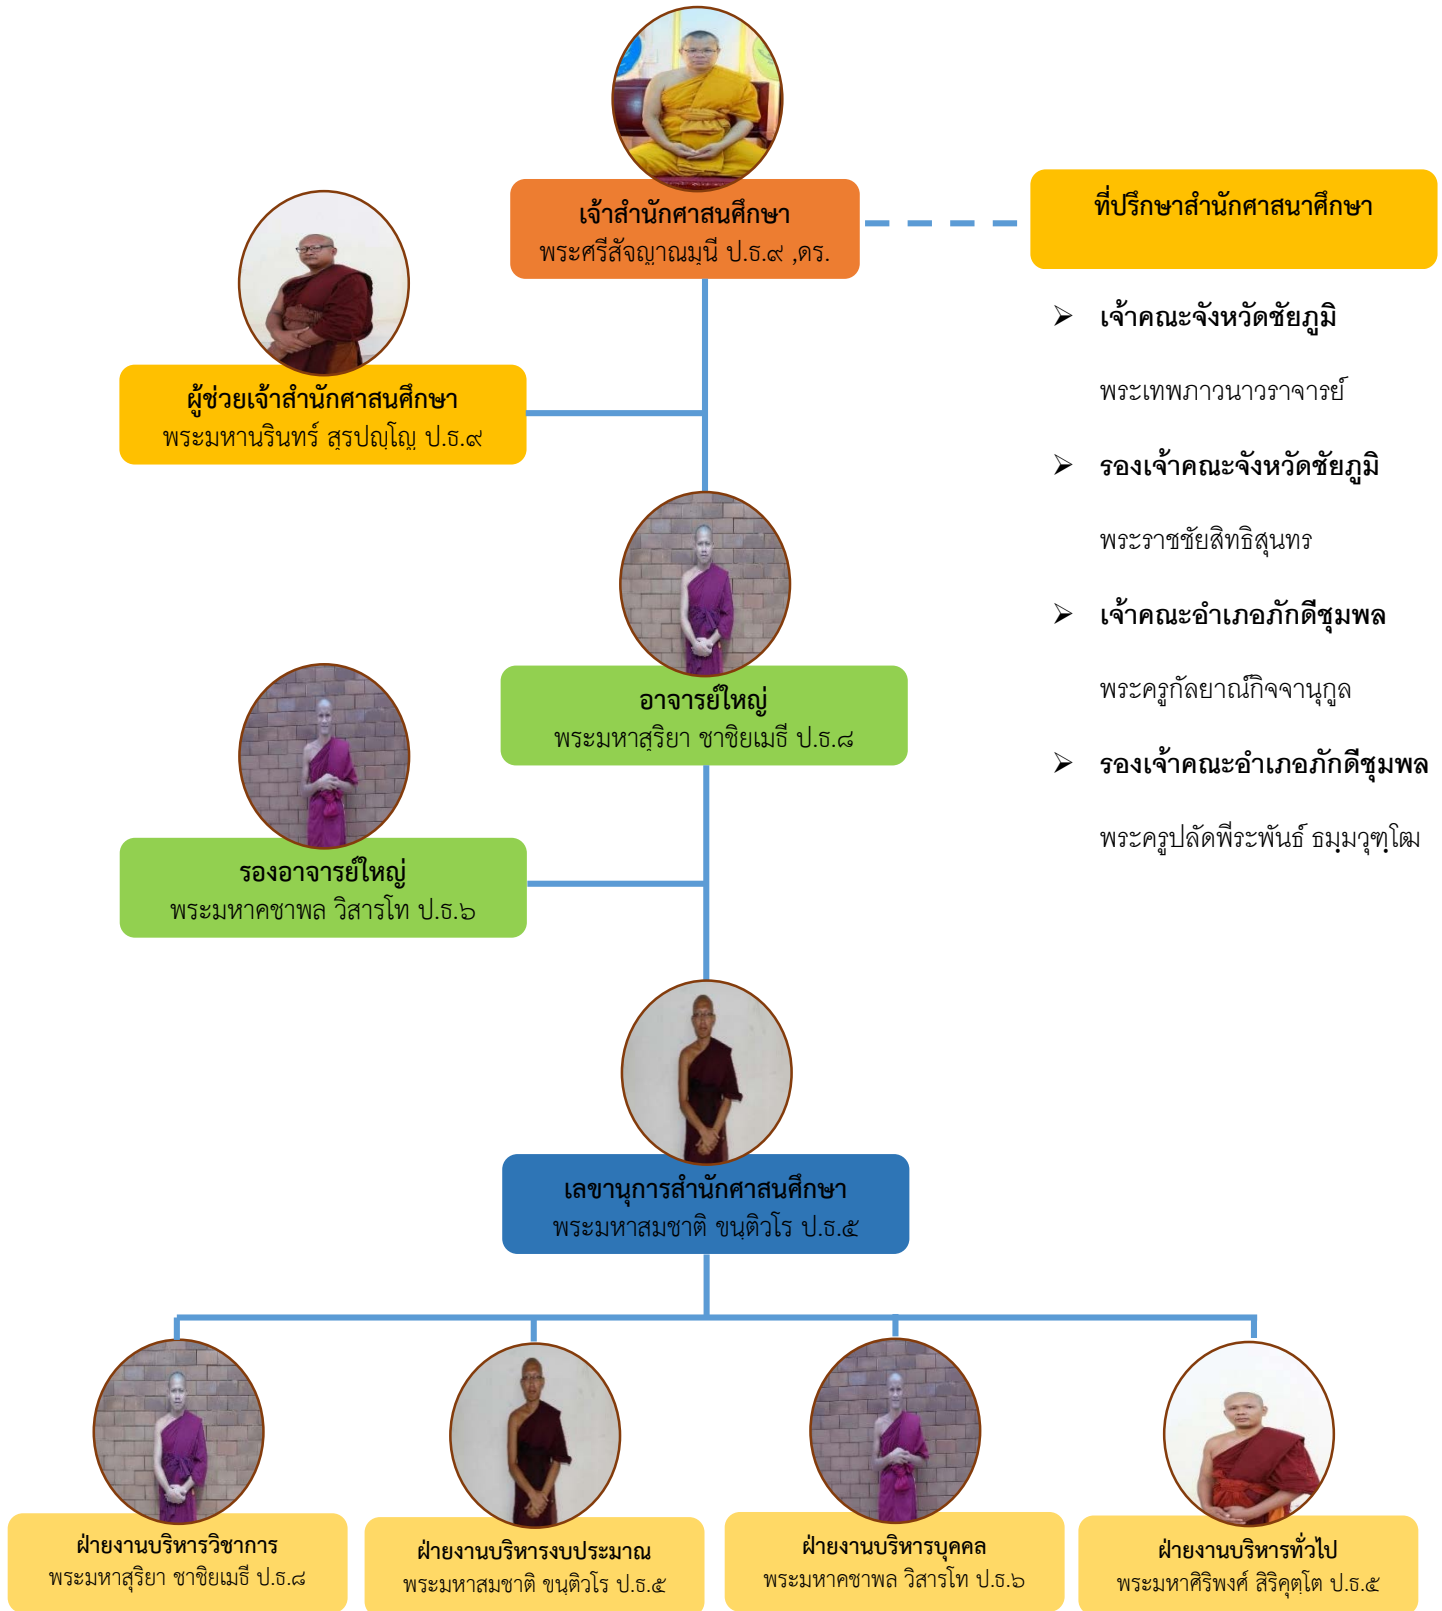 เจ้าสำนักศาสนศึกษา
พระศรีสัจญาณมุนี ป.ธ.๙ ,ดร.
ที่ปรึกษาสำนักศาสนาศึกษา
ผู้ช่วยเจ้าสำนักศาสนศึกษา
พระมหานรินทร์ สุรปญฺโญ ป.ธ.๙
➢ เจ้าคณะจังหวัดชัยภูมิ
พระเทพภาวนาวราจารย์
➢ รองเจ้าคณะจังหวัดชัยภูมิ
พระราชชัยสิทธิสุนทร
➢ เจ้าคณะอำเภอภักดีชุมพล
พระครูกัลยาณ์กิจจานุกูล
➢ รองเจ้าคณะอำเภอภักดีชุมพล
พระครูปลัดพีระพันธ์ ธมฺมวุฑฺโฒ
อาจารย์ใหญ่
พระมหาสุริยา ชาชิยเมธี ป.ธ.๘
รองอาจารย์ใหญ่
พระมหาคชาพล วิสารโท ป.ธ.๖
เลขานุการสำนักศาสนศึกษา
พระมหาสมชาติ ขนฺติวโร ป.ธ.๕
ฝ่ายงานบริหารวิชาการ
พระมหาสุริยา ชาชิยเมธี ป.ธ.๘
ฝ่ายงานบริหารงบประมาณ
พระมหาสมชาติ ขนฺติวโร ป.ธ.๕
ฝ่ายงานบริหารบุคคล
พระมหาคชาพล วิสารโท ป.ธ.๖
ฝ่ายงานบริหารทั่วไป
พระมหาศิริพงศ์ สิริคุตฺโต ป.ธ.๕